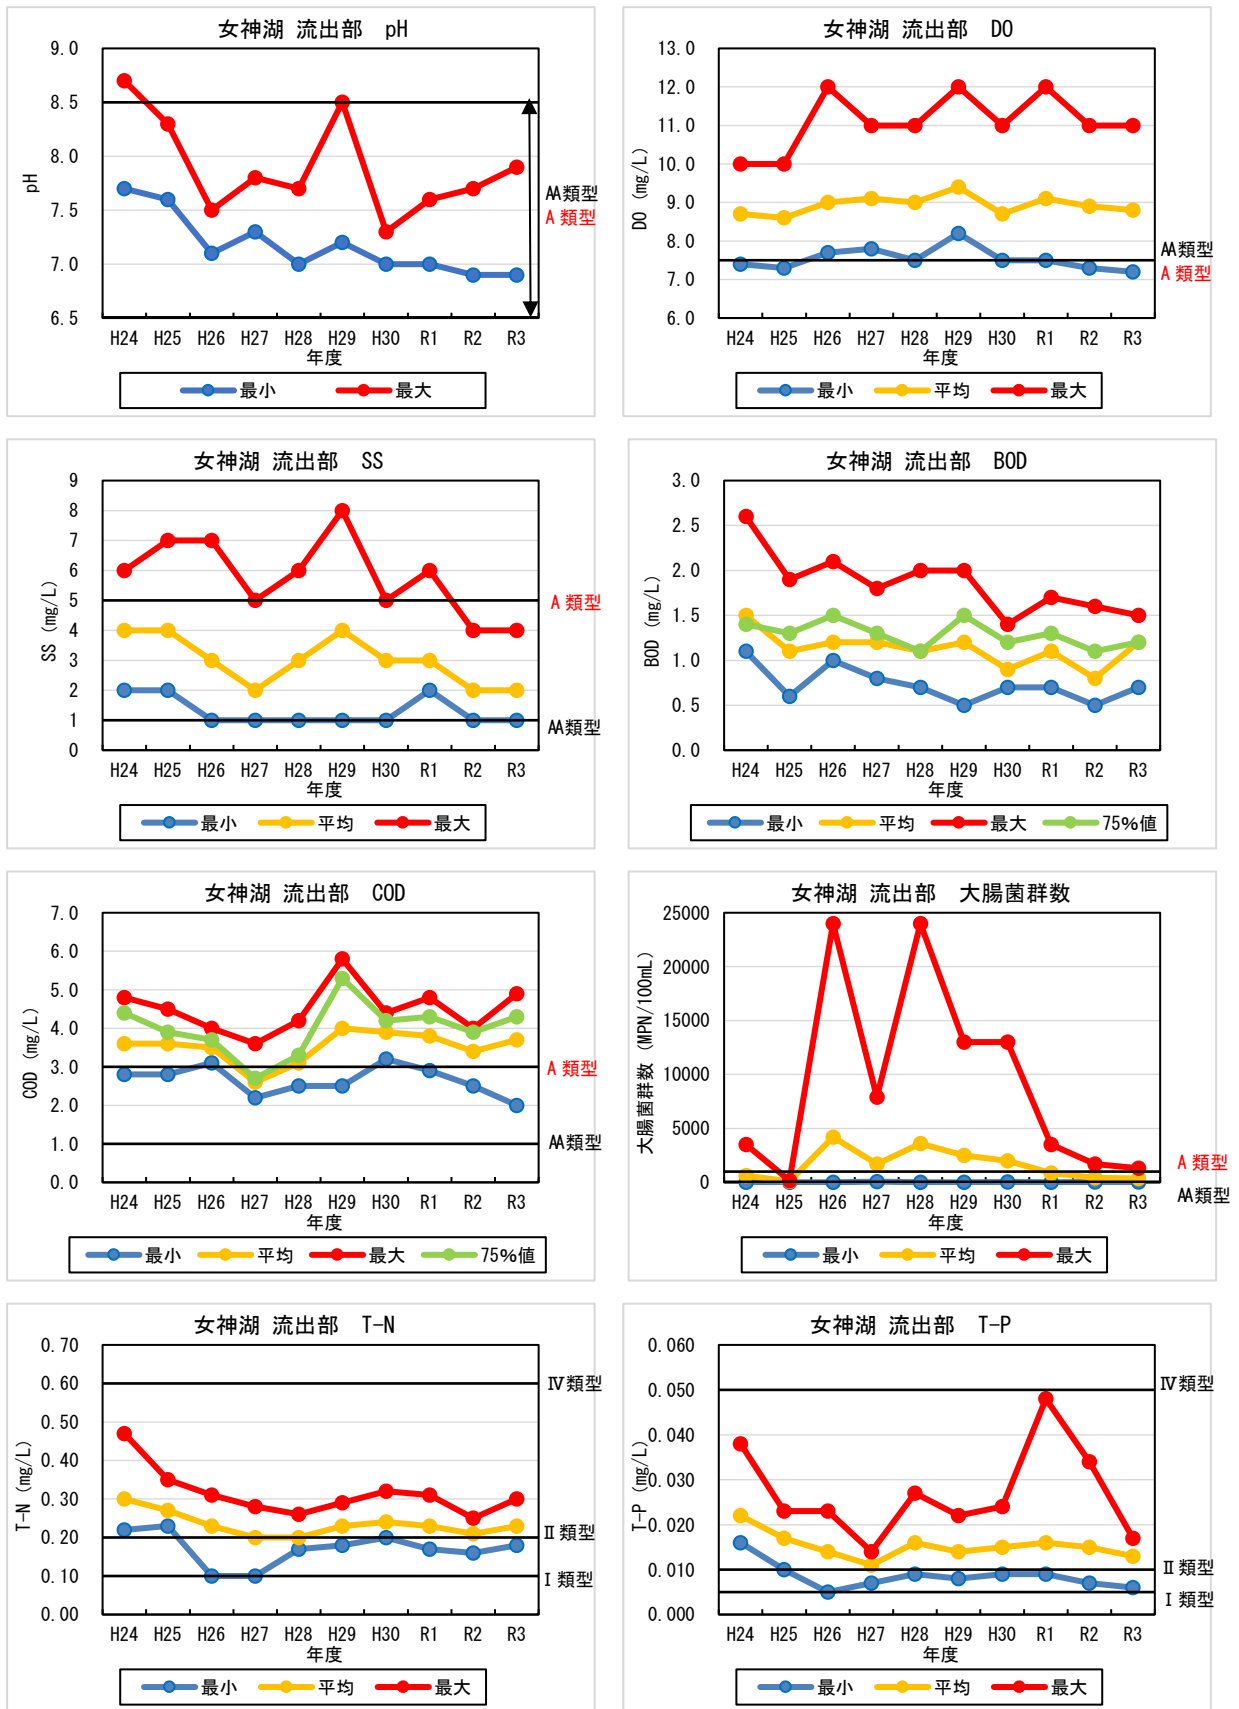 女神湖 流出部　pH
9.0
8.5
8.0
7.5
7.0
6.5
pH
AA類型
A 類型
H24 H25 H26 H27 H28 H29 H30 R1 R2 R3
年度
最小 最大
女神湖 流出部　DO
13.0
12.0
11.0
10.0
9.0
8.0
7.0
6.0
DO (mg/L)
AA類型
A 類型
H24 H25 H26 H27 H28 H29 H30 R1 R2 R3
年度
最小 平均 最大
女神湖 流出部　SS
9
8
7
6
5
4
3
2
1
0
SS (mg/L)
A 類型
AA類型
H24 H25 H26 H27 H28 H29 H30 R1 R2 R3
年度
最小 平均 最大
女神湖 流出部　BOD
3.0
2.5
2.0
1.5
1.0
0.5
0.0
BOD (mg/L)
H24 H25 H26 H27 H28 H29 H30 R1 R2 R3
年度
最小 平均 最大 75%値
女神湖 流出部　COD
7.0
6.0
5.0
4.0
3.0
2.0
1.0
0.0
COD (mg/L)
A 類型
AA類型
H24 H25 H26 H27 H28 H29 H30 R1 R2 R3
年度
最小 平均 最大 75%値
女神湖 流出部　大腸菌群数
25000
20000
15000
10000
5000
0
大腸菌群数 (MPN/100mL)
A 類型
AA類型
H24 H25 H26 H27 H28 H29 H30 R1 R2 R3
年度
最小 平均 最大
女神湖 流出部　T-N
0.70
0.60
0.50
0.40
0.30
0.20
0.10
0.00
T-N (mg/L)
Ⅳ類型
Ⅱ類型
Ⅰ類型
H24 H25 H26 H27 H28 H29 H30 R1 R2 R3
年度
最小 平均 最大
女神湖 流出部　T-P
0.060
0.050
0.040
0.030
0.020
0.010
0.000
T-P (mg/L)
Ⅳ類型
Ⅱ類型
Ⅰ類型
H24 H25 H26 H27 H28 H29 H30 R1 R2 R3
年度
最小 平均 最大